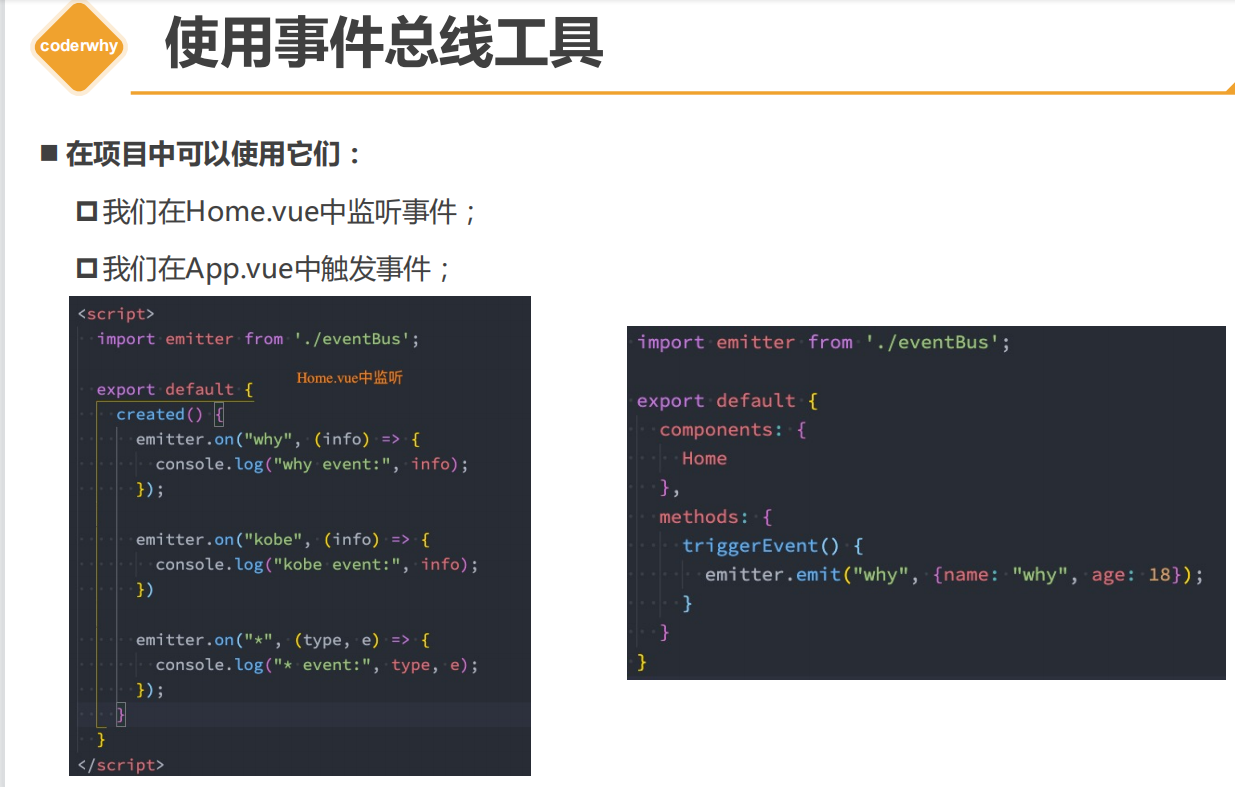 coderwhy
使用事件总线工具
在项目中可以使用它们：
我们在Home.vue中监听事件；
我们在App.vue中触发事件；
<script>
import emitter from './eventBus';
Home.vue中监听
export default {
created() {
emitter.on("why", (info) => {
console.log("why event:", info);
});
emitter.on("kobe", (info) => {
console.log("kobe event:", info);
})
emitter.on("*", (type, e) => {
console.log("* event:", type, e);
});
}
}
</script>
import emitter from './eventBus';
export default {
components: {
Home
},
methods: {
triggerEvent() {
emitter.emit("why", {name: "why", age: 18});
}
}
}